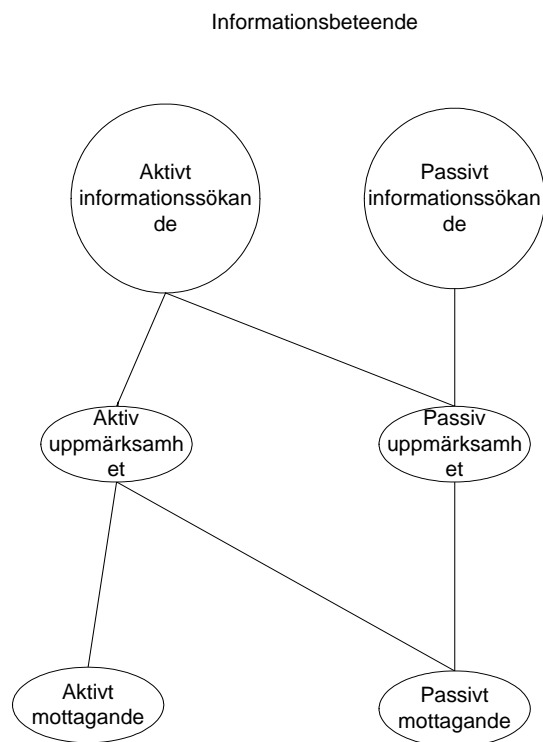 Informationsbeteende
Aktivt
informationssökan
de
Passivt
informationssökan
de
Aktiv
uppmärksamh
et
Passiv
uppmärksamh
et
Aktivt
mottagande
Passivt
mottagande